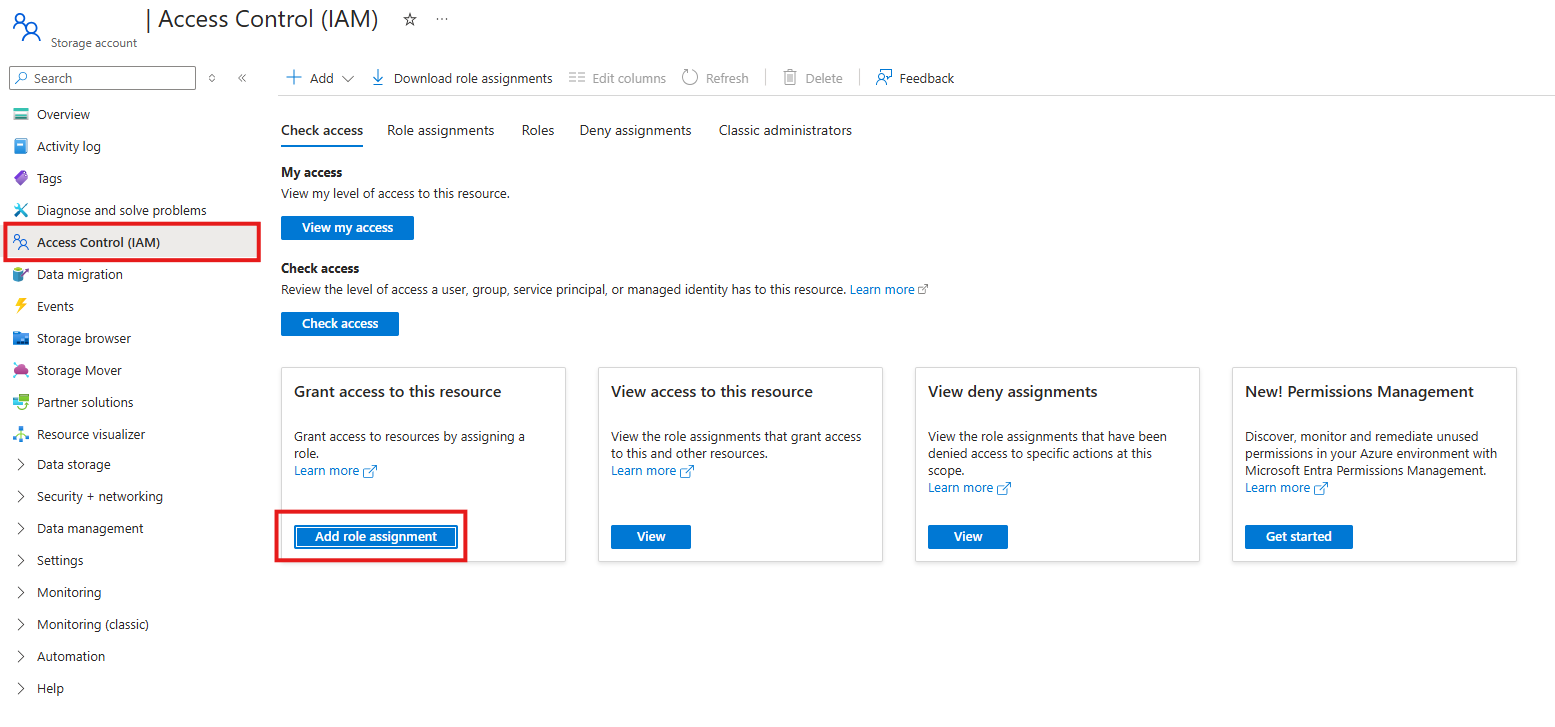 | Access Control (IAM)
Storage account
Search
Overview
Activity log
Tags
Diagnose and solve problems
Access Control (IAM)
Data migration
Events
Storage browser
Storage Mover
Partner solutions
Resource visualizer
Data storage
Security + networking
Data management
Settings
Monitoring
Monitoring (classic)
Automation
Help
Add
Download role assignments
Edit columns
Refresh
Delete
Feedback
Check access
Role assignments
Roles
Deny assignments
Classic administrators
My access
View my level of access to this resource.
View my access
Check access
Review the level of access a user, group, service principal, or managed identity has to this resource. Learn more
Check access
Grant access to this resource
Grant access to resources by assigning a
role.
Learn more
Add role assignment
View access to this resource
View the role assignments that grant access
to this and other resources.
Learn more
View
View deny assignments
View the role assignments that have been
denied access to specific actions at this
scope.
Learn more
View
New! Permissions Management
Discover, monitor and remediate unused
permissions in your Azure environment with
Microsoft Entra Permissions Management.
Learn more
Get started